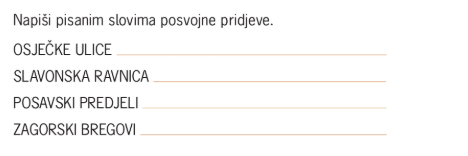 Napiši pisanim slovima posvojne pridjeve.
OSJEČKE ULICE
SLAVONSKA RAVNICA
POSAVSKI PREDJELI
ZAGORSKI BREGOVI